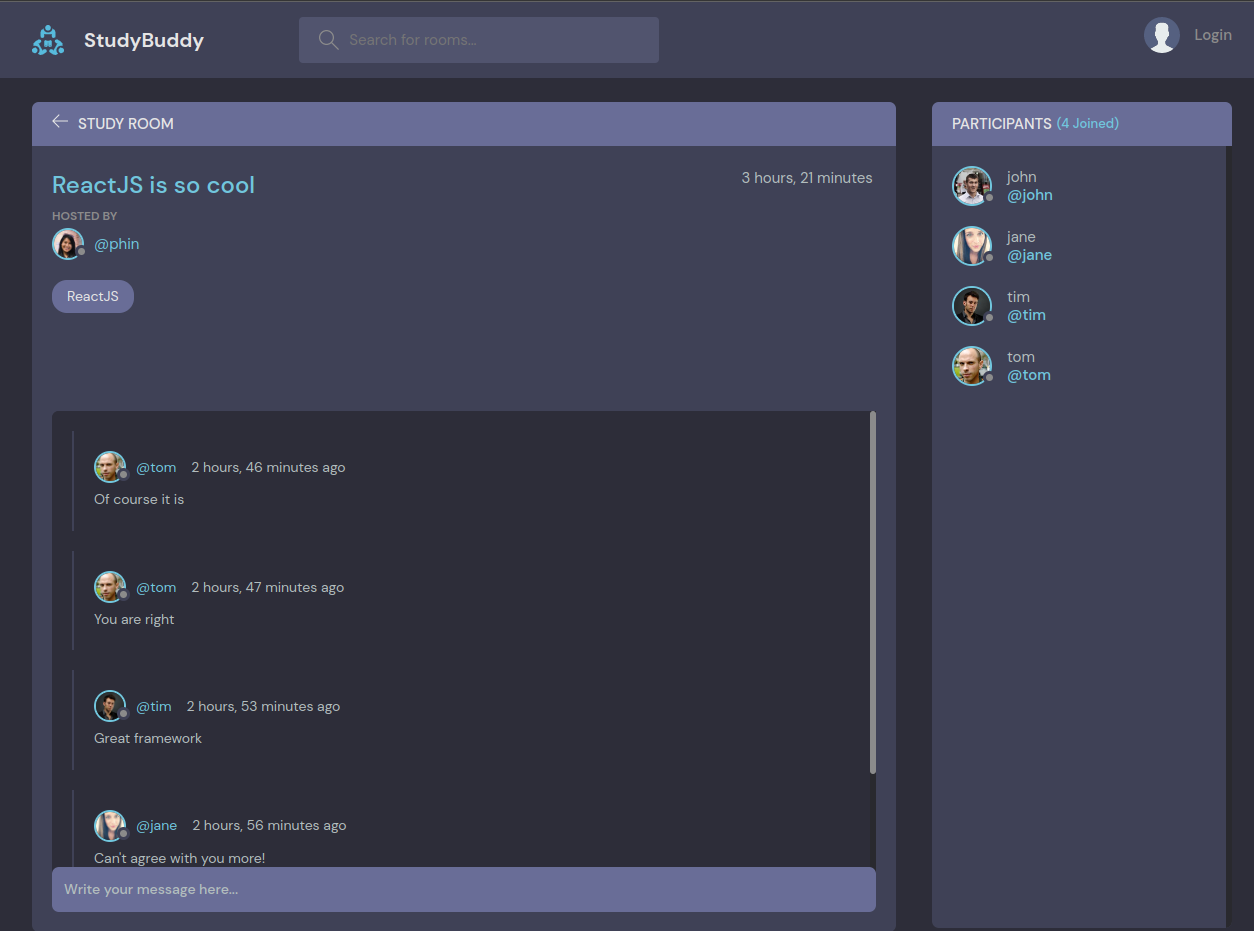 StudyBuddy
Search for rooms...
Login
STUDY ROOM
ReactJS is so cool
3 hours, 21 minutes
HOSTED BY
@phin
ReactJS
@tom 2 hours, 46 minutes ago
Of course it is
@tom 2 hours, 47 minutes ago
You are right
@tim 2 hours, 53 minutes ago
Great framework
@jane 2 hours, 56 minutes ago
Can't agree with you more!
Write your message here...
PARTICIPANTS (4 Joined)
john
@john
jane
@jane
tim
@tim
tom
@tom